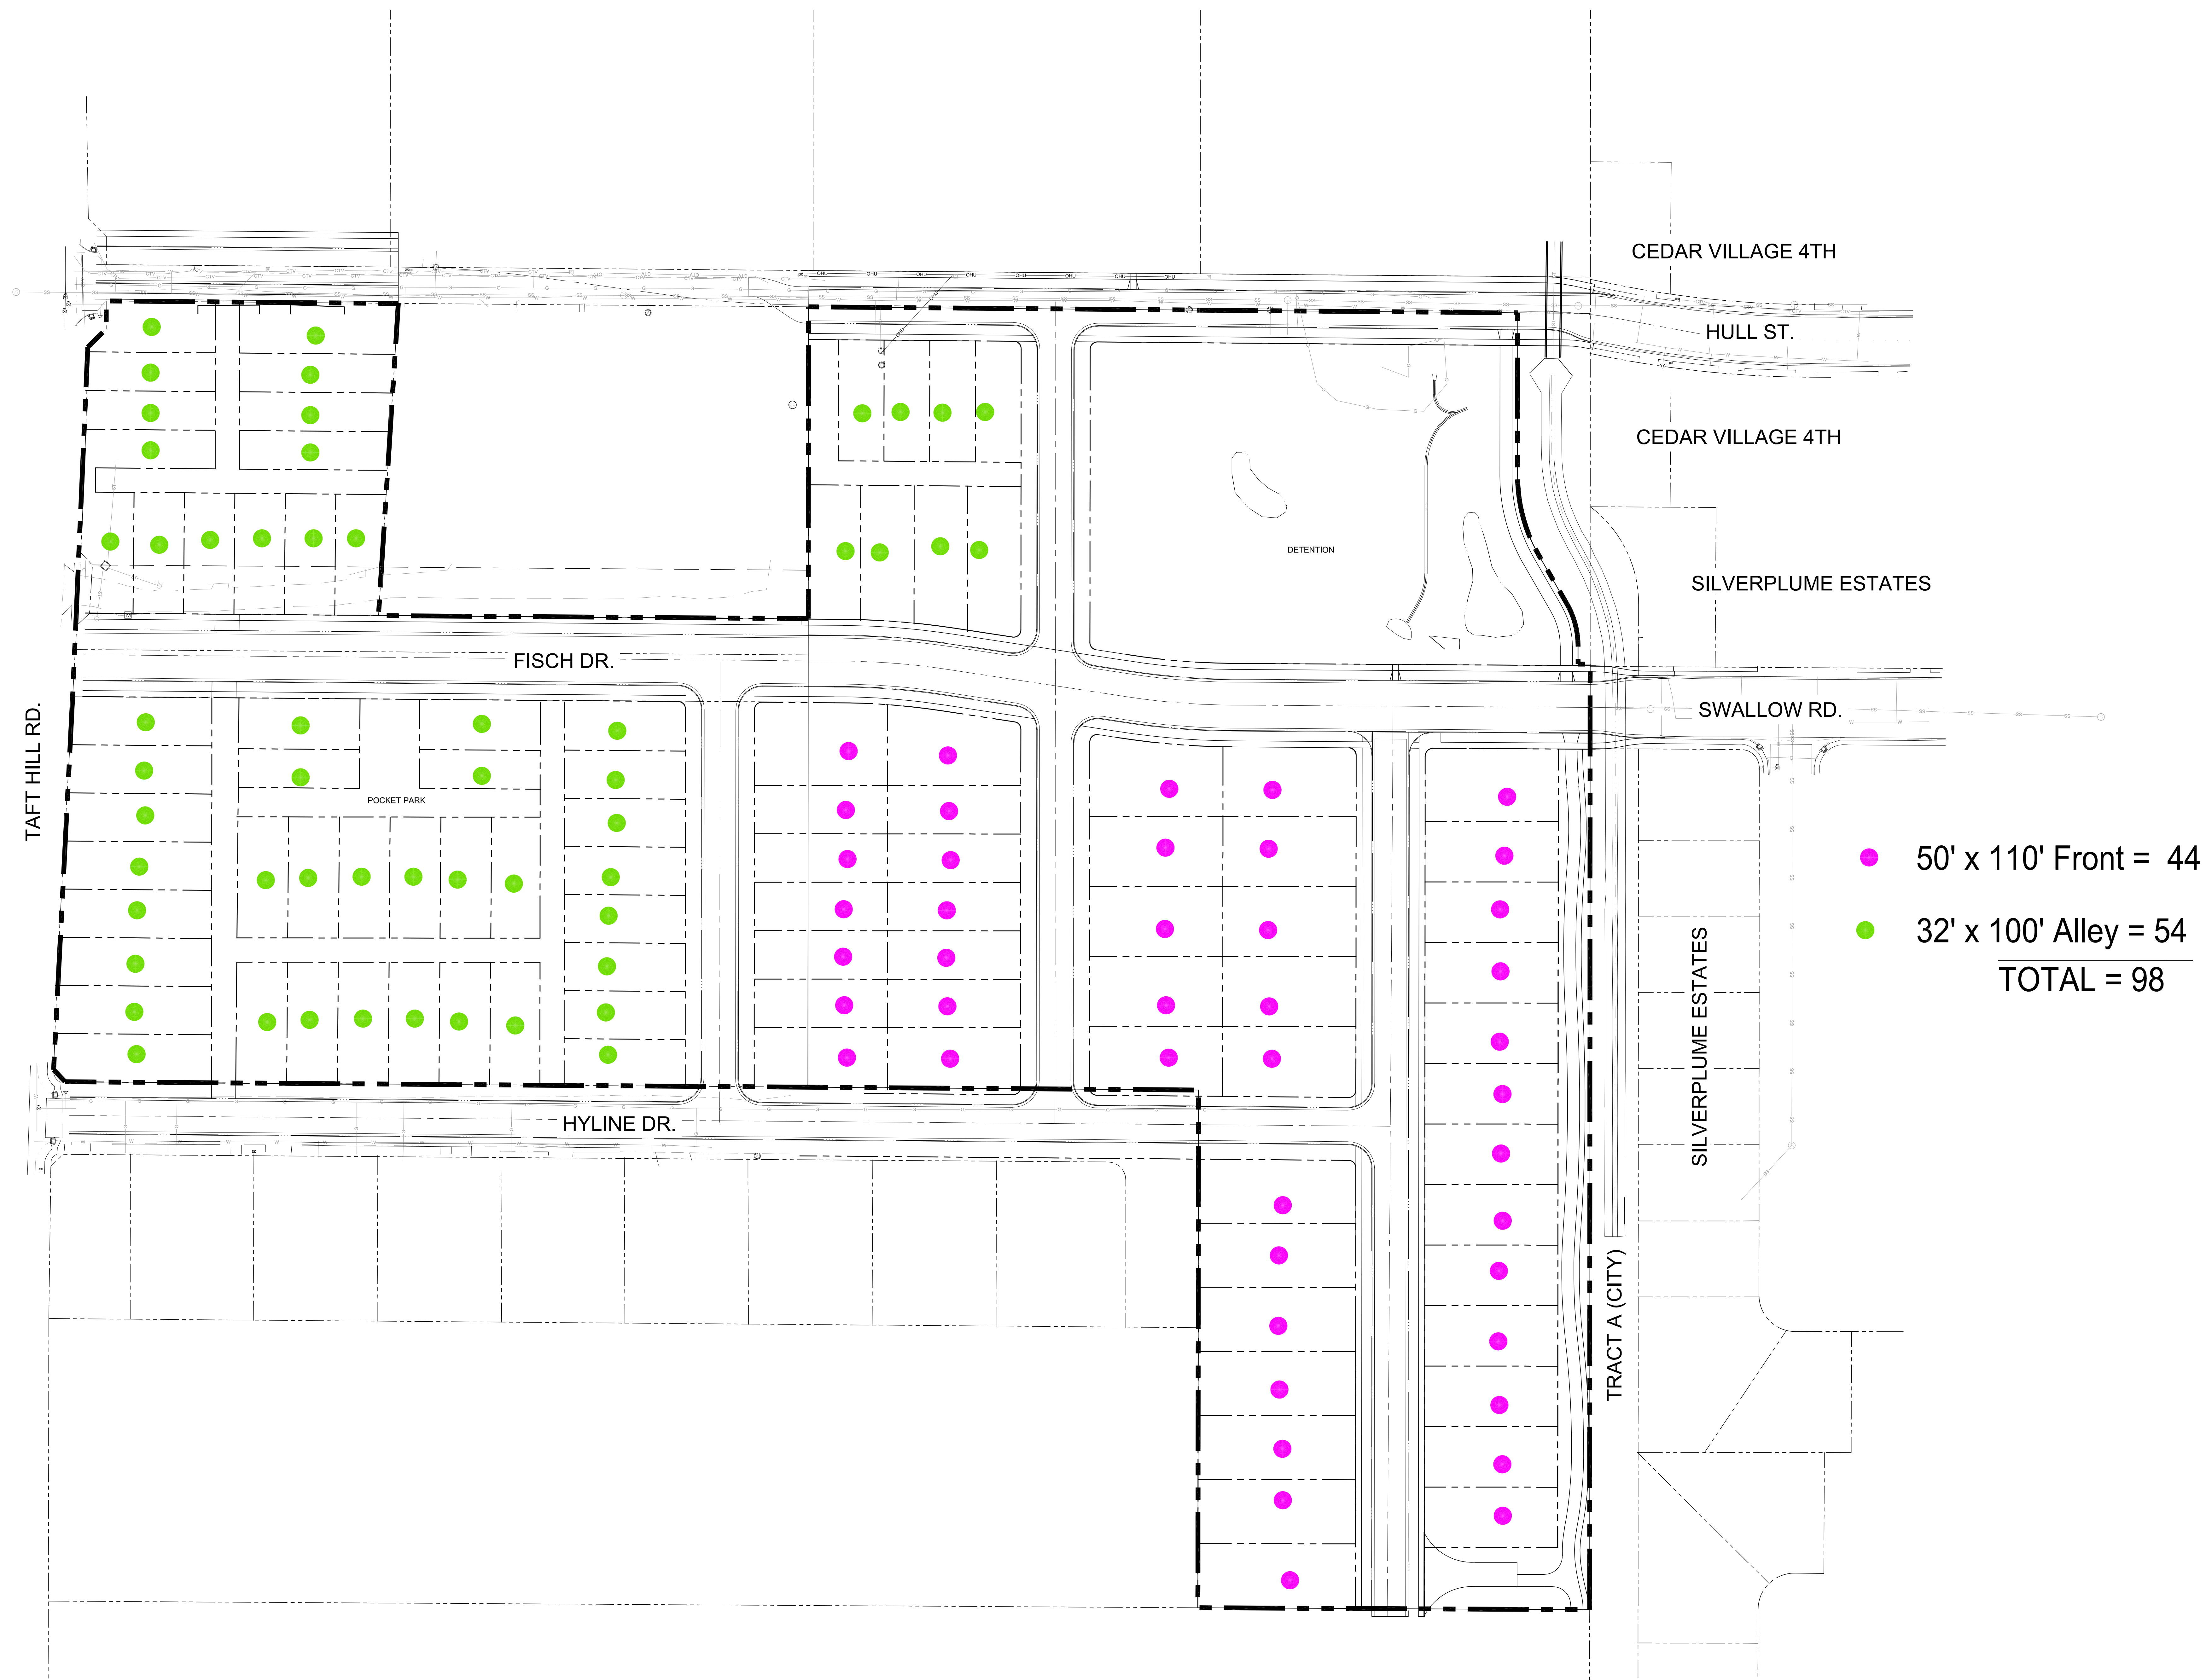 CEDAR VILLAGE 4TH
HULL ST.
CEDAR VILLAGE 4TH
DETENTION
SILVERPLUME ESTATES
FISCH DR.
SWALLOW RD.
TAFT HILL RD.
POCKET PARK
50' x 110' Front = 44
32' x 100' Alley = 54
TOTAL = 98
SILVERPLUME ESTATES
HYLINE DR.
TRACT A (CITY)